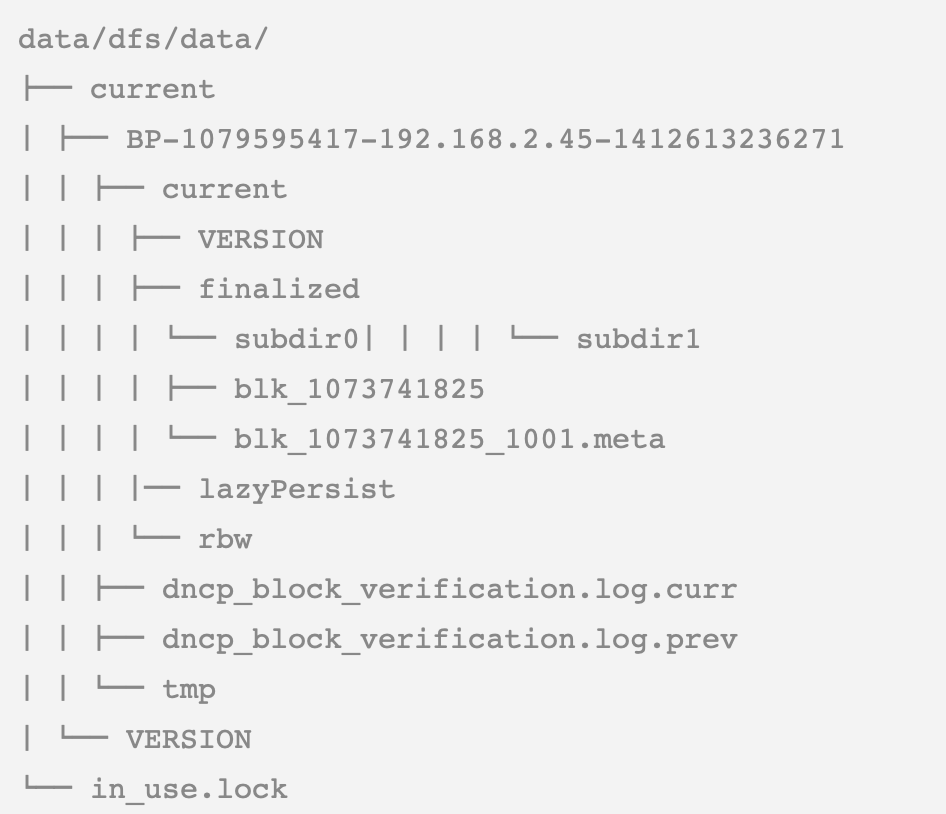 data/dfs/data/
├── current
│ ├── BP-1079595417-192.168.2.45-1412613236271
│ │ ├── current
│ │ │ ├── VERSION
│ │ │ ├── finalized
│ │ │ │ └── subdir0│ │ │ │ └── subdir1
│ │ │ │ ├── blk_1073741825
│ │ │ │ └── blk_1073741825_1001.meta
│ │ │ |── lazyPersist
│ │ │ └── rbw
│ │ ├── dncp_block_verification.log.curr
│ │ ├── dncp_block_verification.log.prev
│ │ └── tmp
│ └── VERSION
└── in_use.lock